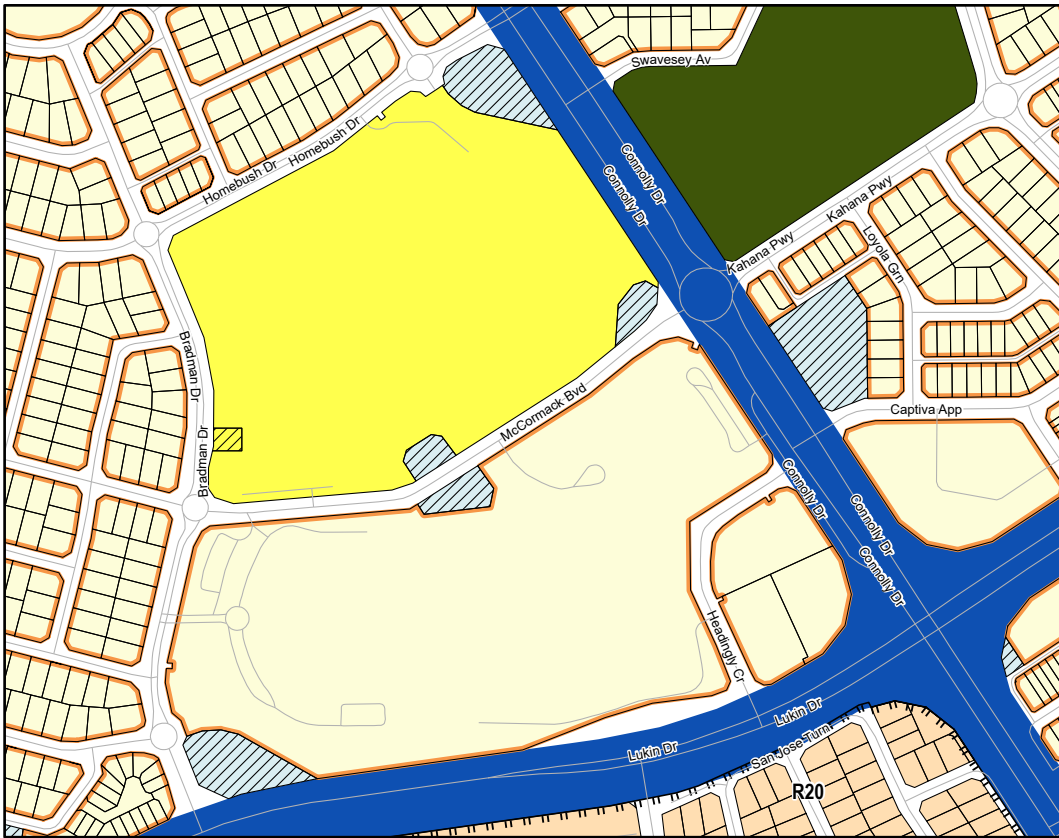 Swavesey Av
Homebush Dr
Homebush Dr
Connolly Dr
Connolly Dr
Kahana Pwy
Kahana Pwy
Loyola Grn
Bradman Dr
McCormack Blvd
Captiva App
Bradman Dr
Connolly Dr
Connolly Dr
Connolly Dr
Headingly Cr
Lukin Dr
San Jose Turn
Lukin Dr
R20